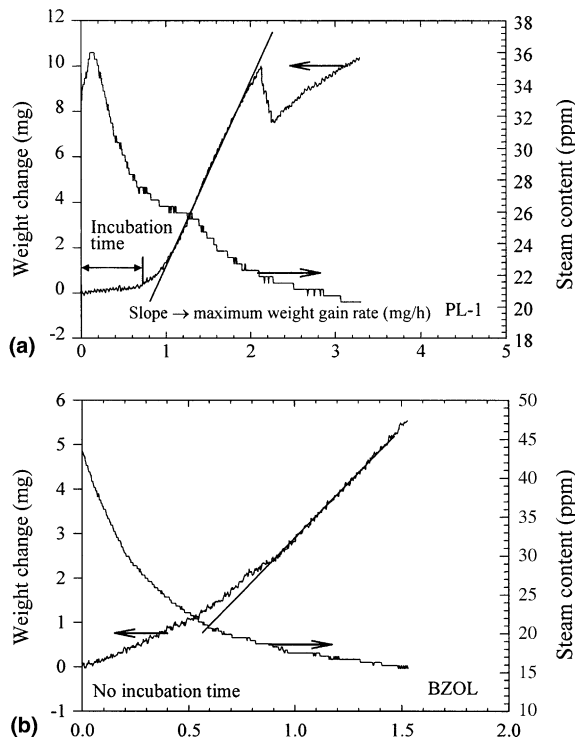 12
10
8
6
4
2
0
-2
Weight change (mg)
38
36
34
32
30
28
26
24
22
20
18
Steam content (ppm)
Incubation
time
Slope → maximum weight gain rate (mg/h)
PL-1
(a)
0 1 2 3 4 5
6
5
4
3
2
1
0
-1
Weight change (mg)
50
45
40
35
30
25
20
15
10
Steam content (ppm)
No incubation time
BZOL
(b)
0.0 0.5 1.0 1.5 2.0